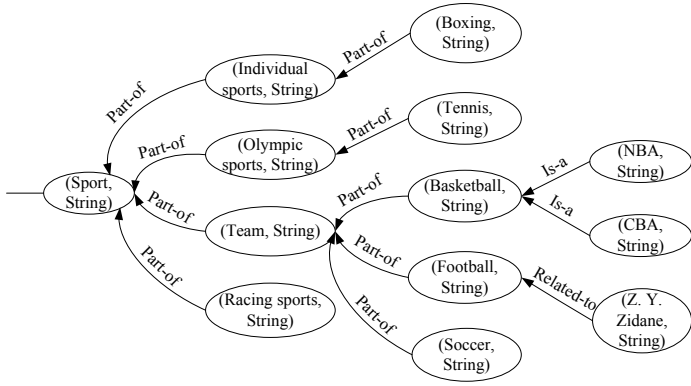 (Boxing,
String)
Part-of
(Individual
sports, String)
Part-of
(Tennis,
String)
Part-of
(Olympic
sports, String)
Part-of
(NBA,
String)
Is-a
(Sport,
String)
(Basketball,
String)
Part-of
Is-a
(CBA,
String)
Part-of
(Team, String)
Part-of
(Football,
String)
Related-to
(Z. Y.
Zidane,
String)
Part-of
(Racing sports,
String)
Part-of
(Soccer,
String)